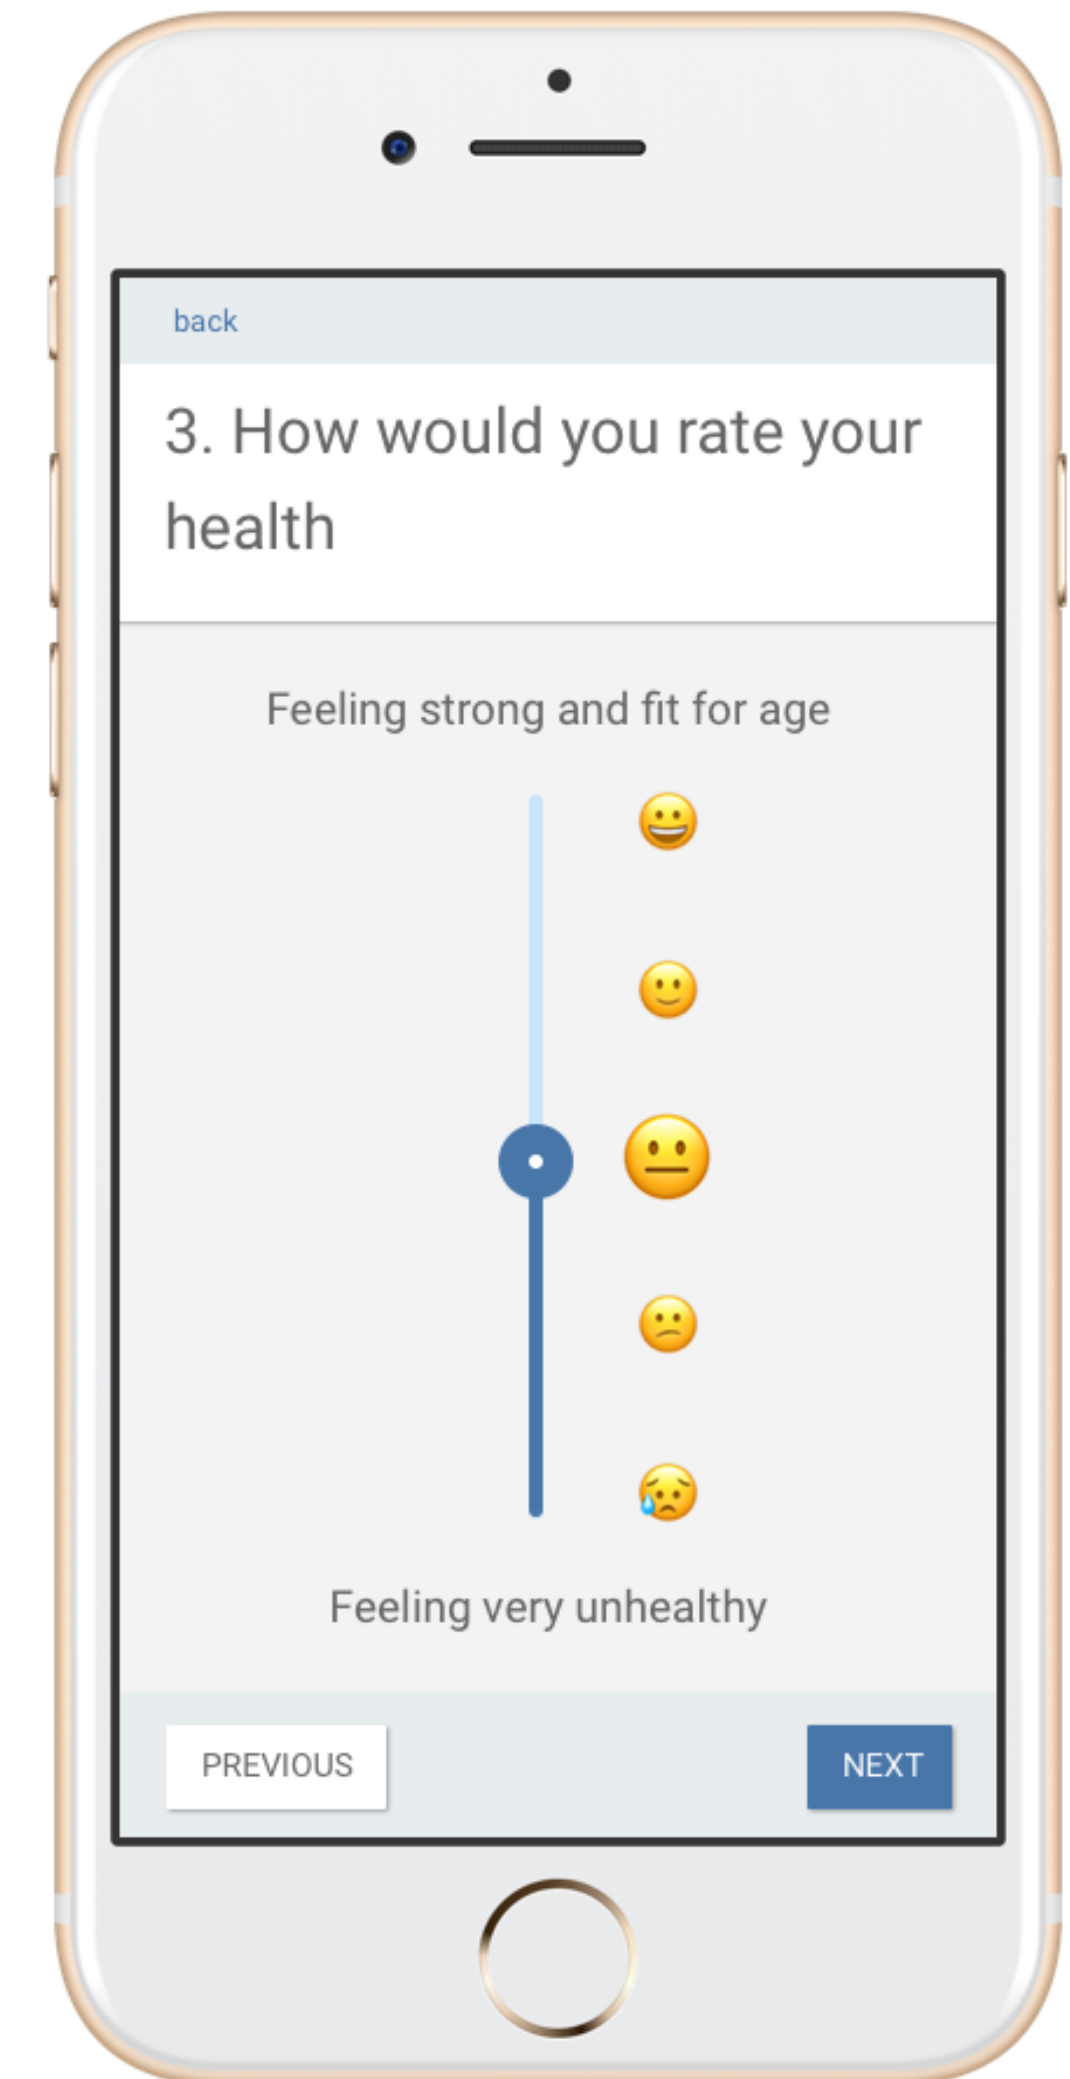 back
3. How would you rate your
health
Feeling strong and fit for age
Feeling very unhealthy
PREVIOUS
NEXT